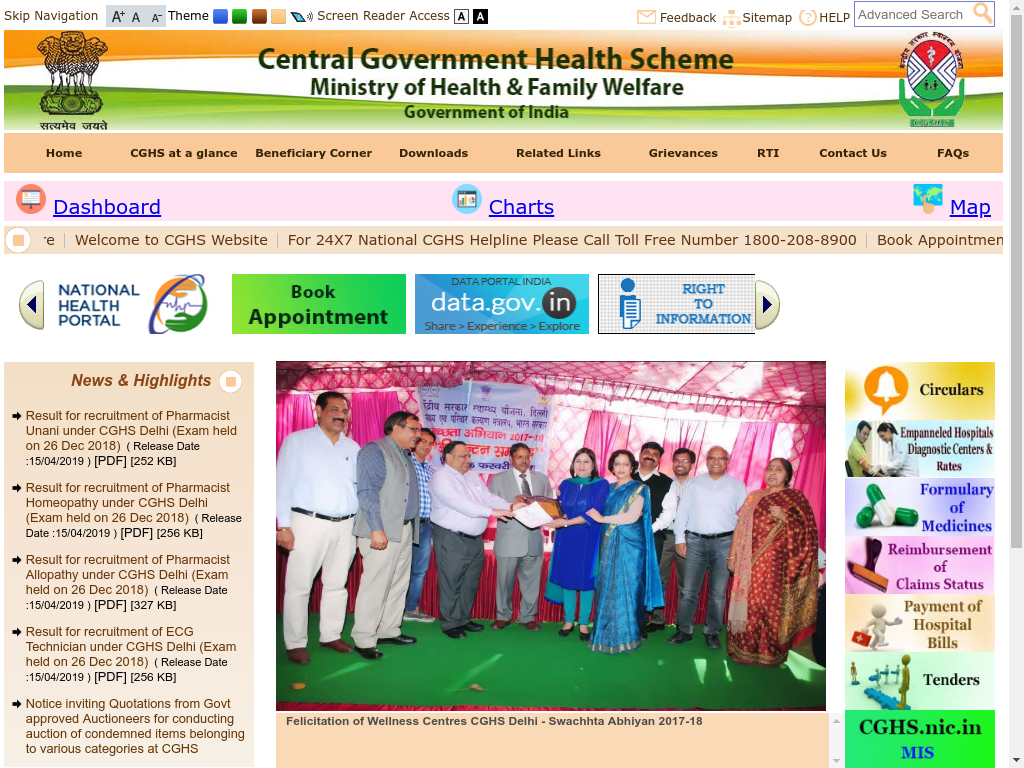 Skip Navigation A+ A A- Theme Screen Reader Access A A Feedback Sitemap HELP Advanced Search
Central Government Health Scheme
Ministry of Health & Family Welfare
Government of India
सत्यमेव जयते
Home CGHS at a glance Beneficiary Corner Downloads Related Links Grievances RTI Contact Us FAQs
Dashboard Charts Map
re Welcome to CGHS Website For 24X7 National CGHS Helpline Please Call Toll Free Number 1800-208-8900 Book Appointmen
NATIONAL
HEALTH
PORTAL
Book
Appointment
DATA PORTAL INDIA
data.gov.in
Share > Experience > Explore
RIGHT
TO
INFORMATION
News & Highlights
Result for recruitment of Pharmacist
Unani under CGHS Delhi (Exam held
on 26 Dec 2018) ( Release Date
:15/04/2019 ) [PDF] [252 KB]
Result for recruitment of Pharmacist
Homeopathy under CGHS Delhi
(Exam held on 26 Dec 2018) ( Release
Date :15/04/2019 ) [PDF] [256 KB]
Result for recruitment of Pharmacist
Allopathy under CGHS Delhi (Exam
held on 26 Dec 2018) ( Release Date
:15/04/2019 ) [PDF] [327 KB]
Result for recruitment of ECG
Technician under CGHS Delhi (Exam
held on 26 Dec 2018) ( Release Date
:15/04/2019 ) [PDF] [256 KB]
Notice inviting Quotations from Govt
approved Auctioneers for conducting
auction of condemned items belonging
to various categories at CGHS
केंद्रीय सरकार स्वास्थ्य योजना, दिल्ली
2017-18
Felicitation of Wellness Centres CGHS Delhi - Swachhta Abhiyan 2017-18
Circulars
Empanneled Hospitals
Diagnostic Centers &
Rates
Formulary
of
Medicines
Reimbursement
of
Claims Status
Payment of
Hospital
Bills
Tenders
CGHS.nic.in
MIS